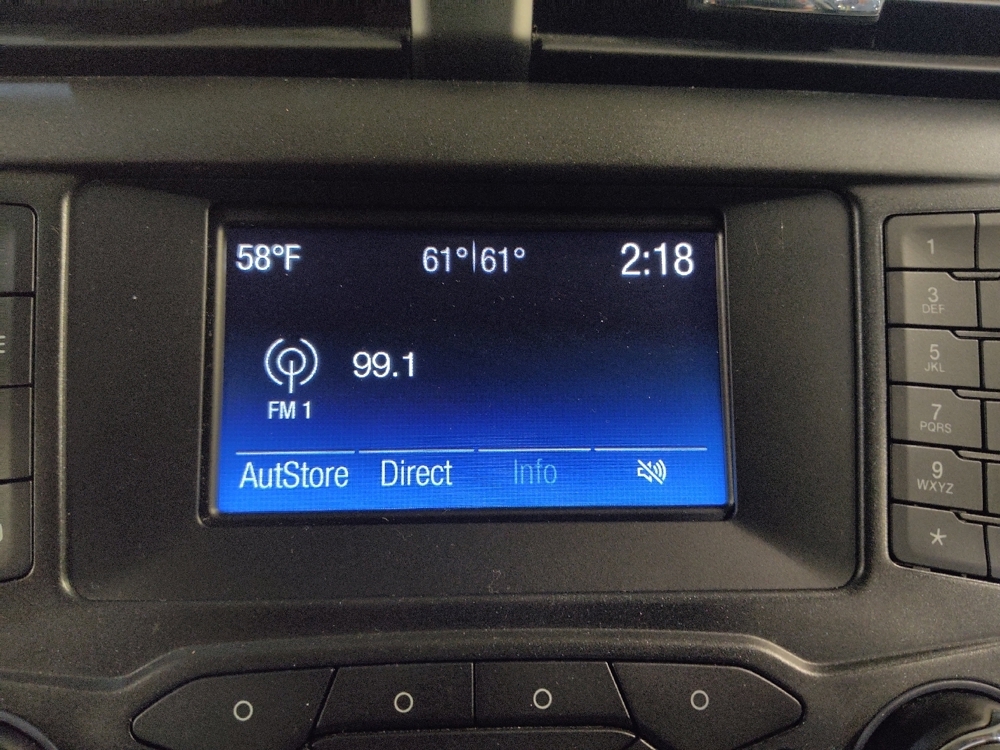 58°F 61°|61° 2:18
99.1
FM 1
AutStore Direct Info
1
3
DEF
5
JKL
7
PQRS
9
WXYZ
*